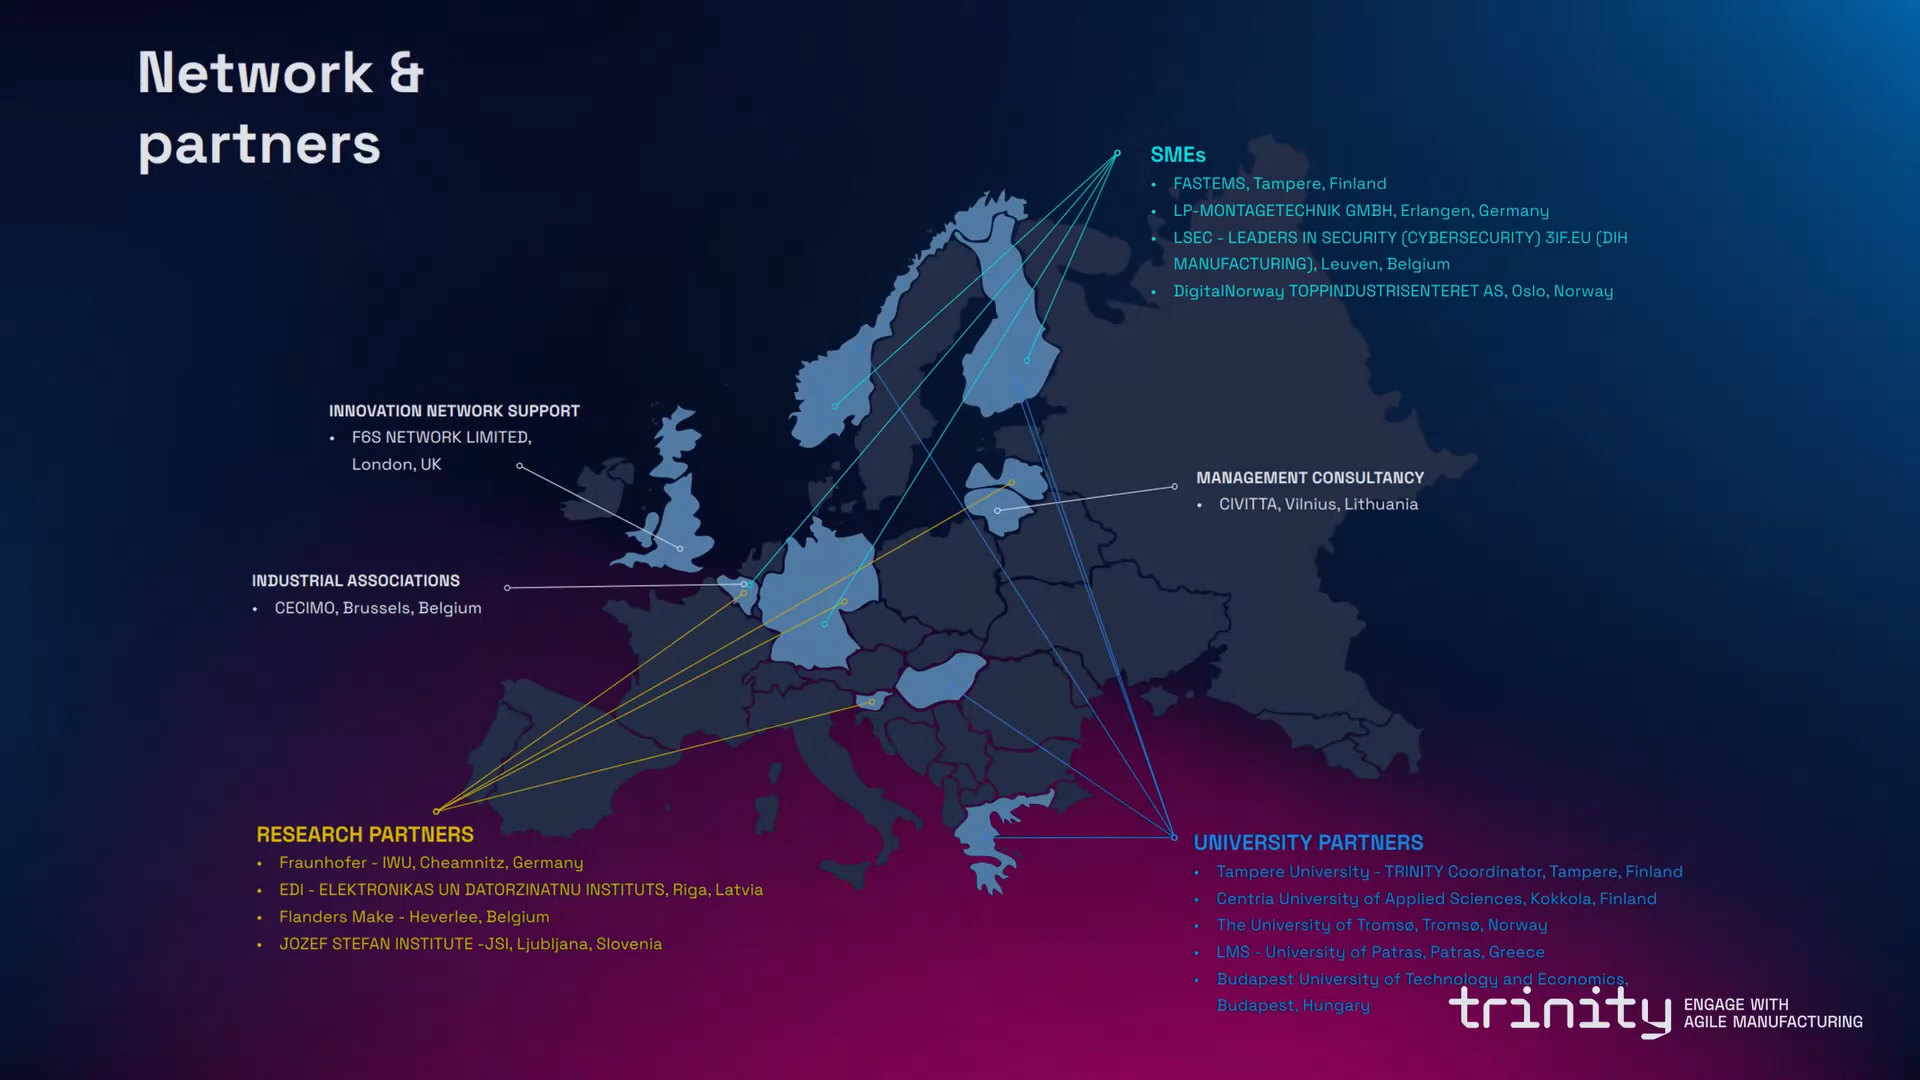 Network &
partners
SMEs
• FASTEMS, Tampere, Finland
• LP-MONTAGETECHNIK GMBH, Erlangen, Germany
• LSEC - LEADERS IN SECURITY (CYBERSECURITY) 3IF.EU (DIH
MANUFACTURING), Leuven, Belgium
• DigitalNorway TOPPINDUSTRISENTERET AS, Oslo, Norway
INNOVATION NETWORK SUPPORT
• F6S NETWORK LIMITED,
London, UK
MANAGEMENT CONSULTANCY
• CIVITTA, Vilnius, Lithuania
INDUSTRIAL ASSOCIATIONS
• CECIMO, Brussels, Belgium
RESEARCH PARTNERS
• Fraunhofer - IWU, Cheamnitz, Germany
• EDI - ELEKTRONIKAS UN DATORZINATNU INSTITUTS, Riga, Latvia
• Flanders Make - Heverlee, Belgium
• JOZEF STEFAN INSTITUTE -JSI, Ljubljana, Slovenia
UNIVERSITY PARTNERS
• Tampere University - TRINITY Coordinator, Tampere, Finland
• Centria University of Applied Sciences, Kokkola, Finland
• The University of Tromsø, Tromsø, Norway
• LMS - University of Patras, Patras, Greece
• Budapest University of Technology and Economics,
Budapest, Hungary
trinity
ENGAGE WITH
AGILE MANUFACTURING